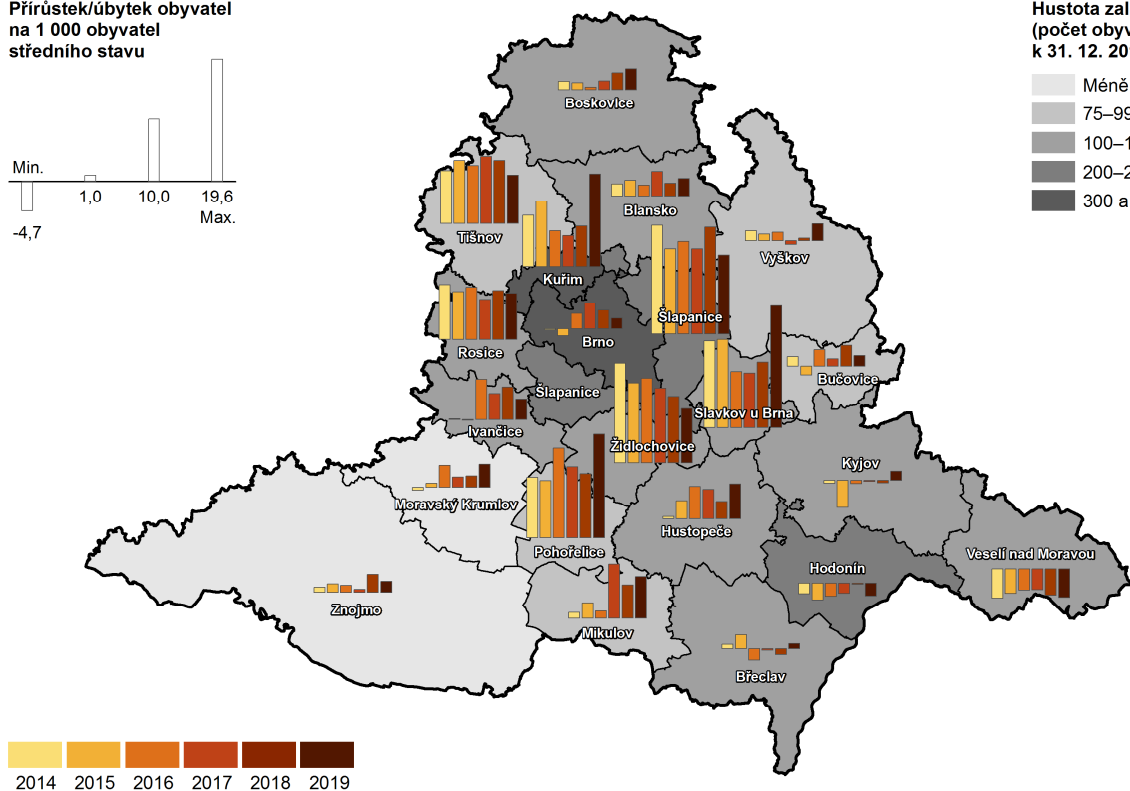 Přírůstek/úbytek obyvatel
na 1 000 obyvatel
středního stavu
Min.
-4,7
1,0
10,0
19,6
Max.
Hustota zal
(počet obyv
k 31. 12. 20
Méně
75–99
100–1
200–2
300 a
Boskovice
Blansko
Tišnov
Vyškov
Kuřim
Šlapanice
Brno
Rosice
Bučovice
Šlapanice
Slavkov u Brna
Ivančice
Židlochovice
Kyjov
Moravský Krumlov
Hustopeče
Pohořelice
Veselí nad Moravou
Hodonín
Znojmo
Mikulov
Břeclav
2014
2015
2016
2017
2018
2019